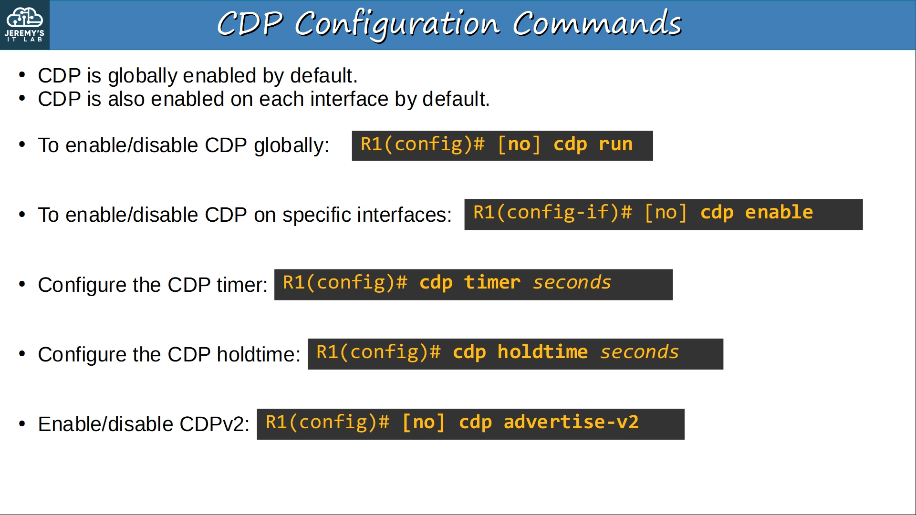 JEREMY'S
IT LAB
CDP Configuration Commands
• CDP is globally enabled by default.
• CDP is also enabled on each interface by default.
• To enable/disable CDP globally: R1(config)# [no] cdp run
• To enable/disable CDP on specific interfaces: R1(config-if)# [no] cdp enable
• Configure the CDP timer: R1(config)# cdp timer seconds
• Configure the CDP holdtime: R1(config)# cdp holdtime seconds
• Enable/disable CDPv2: R1(config)# [no] cdp advertise-v2